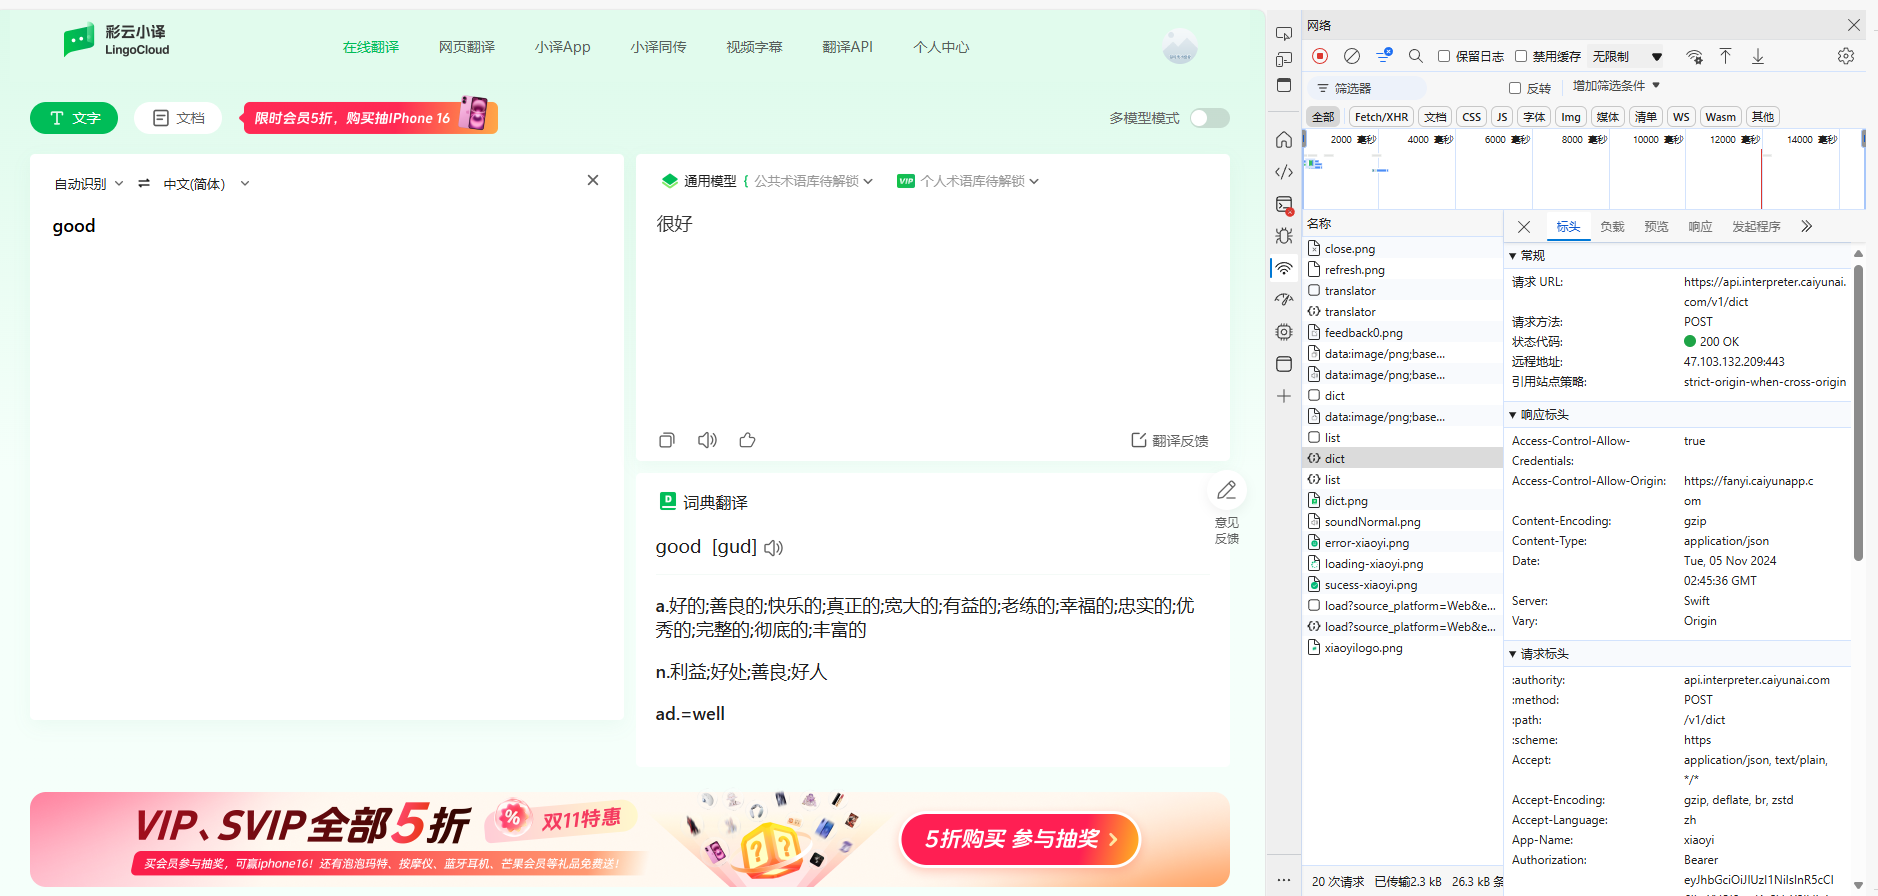 彩云小译
LingoCloud
在线翻译 网页翻译 小译App 小译同传 视频字幕 翻译API 个人中心
文字 文档 限时会员5折，购买抽iPhone 16
多模型模式
自动识别 中文(简体)
good
通用模型 公共术语库待解锁 VIP 个人术语库待解锁
很好
翻译反馈
词典翻译
good [gud]
a.好的;善良的;快乐的;真正的;宽大的;有益的;老练的;幸福的;忠实的;优
秀的;完整的;彻底的;丰富的
n.利益;好处;善良;好人
ad.=well
意见
反馈
VIP、SVIP全部5折 双11特惠
买会员参与抽奖，可赢iphone16！还有泡泡玛特、按摩仪、蓝牙耳机、芒果会员等礼品免费送！
5折购买 参与抽奖
网络
保留日志 禁用缓存 无限制
筛选器 反转 增加筛选条件
全部 Fetch/XHR 文档 CSS JS 字体 Img 媒体 清单 WS Wasm 其他
2000 毫秒 4000 毫秒 6000 毫秒 8000 毫秒 10000 毫秒 12000 毫秒 14000 毫秒
名称
close.png
refresh.png
translator
translator
feedback0.png
data:image/png;base...
data:image/png;base...
dict
data:image/png;base...
list
dict
list
dict.png
soundNormal.png
error-xiaoyi.png
loading-xiaoyi.png
sucess-xiaoyi.png
load?source_platform=Web&e...
load?source_platform=Web&e...
xiaoyilogo.png
20 次请求 已传输2.3 kB 26.3 kB 条
标头 负载 预览 响应 发起程序
常规
请求 URL: https://api.interpreter.caiyunai.
com/v1/dict
请求方法: POST
状态代码: 200 OK
远程地址: 47.103.132.209:443
引用站点策略: strict-origin-when-cross-origin
响应标头
Access-Control-Allow- true
Credentials:
Access-Control-Allow-Origin: https://fanyi.caiyunapp.c
om
Content-Encoding: gzip
Content-Type: application/json
Date: Tue, 05 Nov 2024
02:45:36 GMT
Server: Swift
Vary: Origin
请求标头
:authority: api.interpreter.caiyunai.com
:method: POST
:path: /v1/dict
:scheme: https
Accept: application/json, text/plain,
*/*
Accept-Encoding: gzip, deflate, br, zstd
Accept-Language: zh
App-Name: xiaoyi
Authorization: Bearer
eyJhbGciOiJIUzI1NiIsInR5cCI